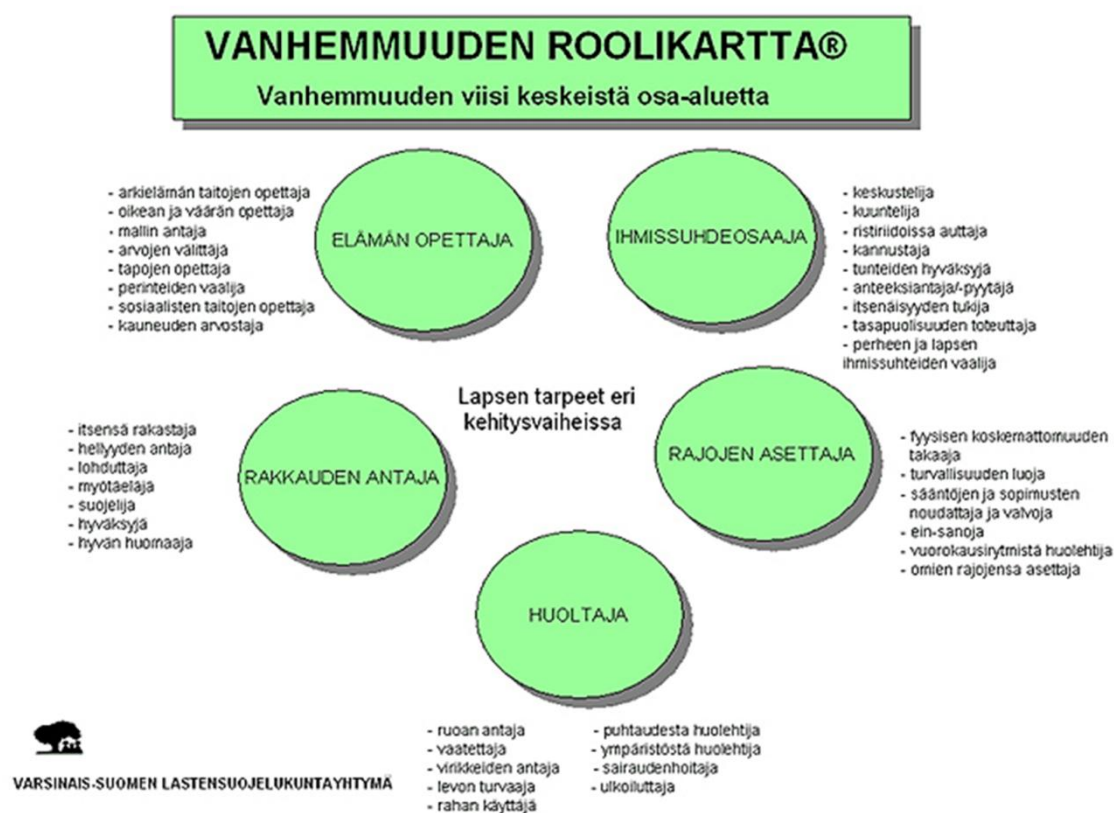 VANHEMMUUDEN ROOLIKARTTA®
Vanhemmuuden viisi keskeistä osa-aluetta
- arkielämän taitojen opettaja
- oikean ja väärän opettaja
- mallin antaja
- arvojen välittäjä
- tapojen opettaja
- perinteiden vaalija
- sosiaalisten taitojen opettaja
- kauneuden arvostaja
ELÄMÄN OPETTAJA
IHMISSUHDEOSAAJA
- keskustelija
- kuuntelija
- ristiriidoissa auttaja
- kannustaja
- tunteiden hyväksyjä
- anteeksiantaja/-pyytäjä
- itsenäisyyden tukija
- tasapuolisuuden toteuttaja
- perheen ja lapsen
ihmissuhteiden vaalija
Lapsen tarpeet eri
kehitysvaiheissa
- itsensä rakastaja
- hellyyden antaja
- lohduttaja
- myötäeläjä
- suojelija
- hyväksyjä
- hyvän huomaaja
RAKKAUDEN ANTAJA
RAJOJEN ASETTAJA
- fyysisen koskemattomuuden
takaaja
- turvallisuuden luoja
- sääntöjen ja sopimusten
noudattaja ja valvoja
- ein-sanoja
- vuorokausirytmistä huolehtija
- omien rajojensa asettaja
HUOLTAJA
- ruoan antaja
- vaatettaja
- virikkeiden antaja
- levon turvaaja
- rahan käyttäjä
- puhtaudesta huolehtija
- ympäristöstä huolehtija
- sairaudenhoitaja
- ulkoiluttaja
VARSINAIS-SUOMEN LASTENSUOJELUKUNTAYHTYMÄ